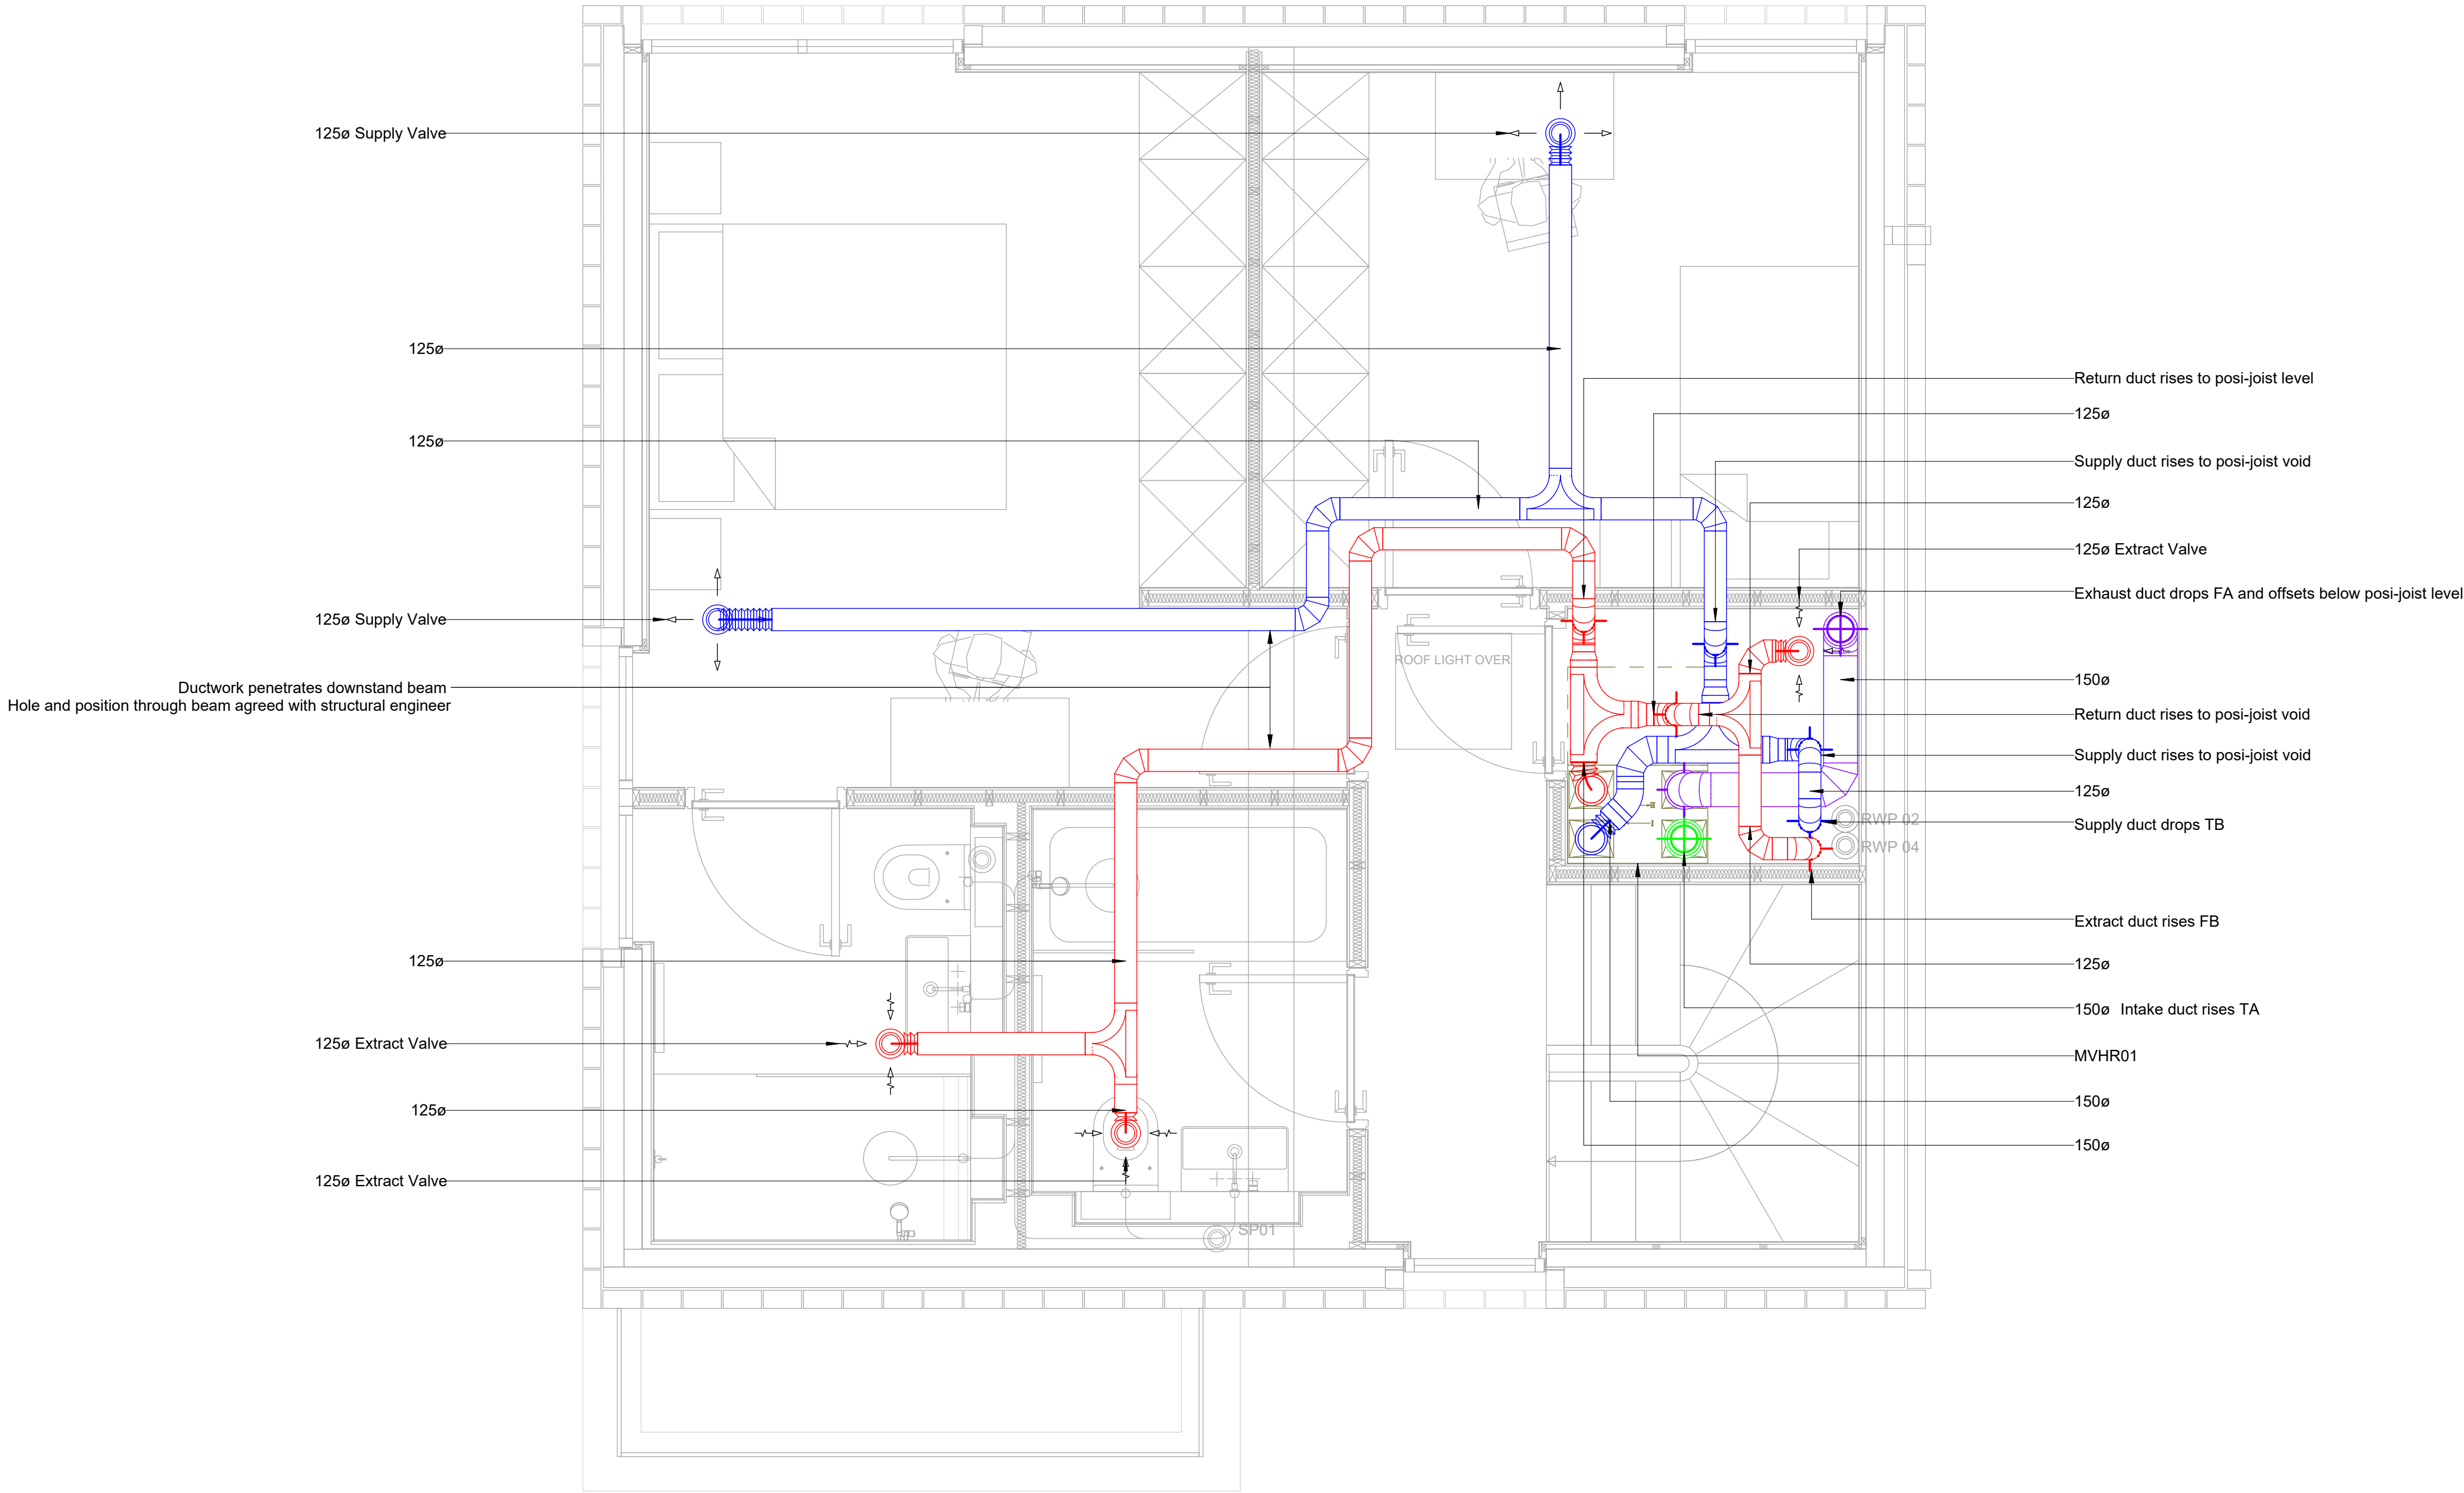 125ø Supply Valve
125ø
125ø
125ø Supply Valve
Ductwork penetrates downstand beam
Hole and position through beam agreed with structural engineer
125ø
125ø Extract Valve
125ø
125ø Extract Valve
ROOF LIGHT OVER
SP01
RWP 02
RWP 04
Return duct rises to posi-joist level
125ø
Supply duct rises to posi-joist void
125ø
125ø Extract Valve
Exhaust duct drops FA and offsets below posi-joist level
150ø
Return duct rises to posi-joist void
Supply duct rises to posi-joist void
125ø
Supply duct drops TB
Extract duct rises FB
125ø
150ø Intake duct rises TA
MVHR01
150ø
150ø